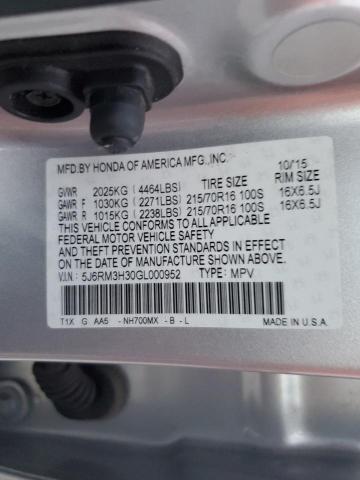 MFD.BY HONDA OF AMERICA MFG.,INC. 10/15
GVWR 2025KG (4464LBS) TIRE SIZE RIM SIZE
GAWR F 1030KG (2271LBS) 215/70R16 100S 16X6.5J
GAWR R 1015KG (2238LBS) 215/70R16 100S 16X6.5J
THIS VEHICLE CONFORMS TO ALL APPLICABLE
FEDERAL MOTOR VEHICLE SAFETY
AND THEFT PREVENTION STANDARDS IN EFFECT
ON THE DATE OF MANUFACTURE SHOWN ABOVE.
V.I.N: 5J6RM3H30GL000952 TYPE: MPV
T1X G AA5 -NH700MX -B -L MADE IN U.S.A.